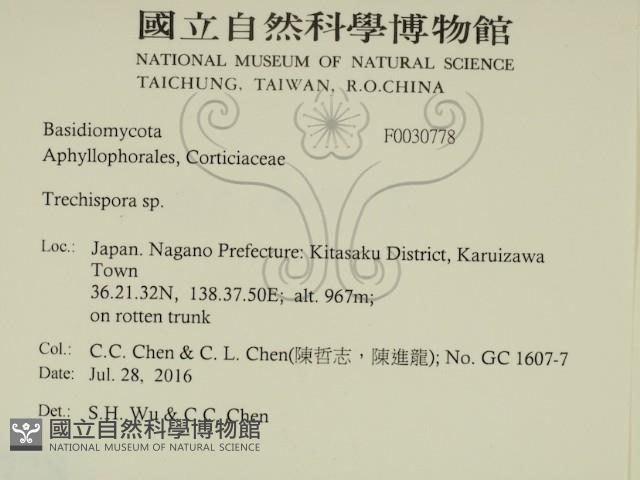 國立自然科學博物館
NATIONAL MUSEUM OF NATURAL SCIENCE
TAICHUNG, TAIWAN, R.O.CHINA
Basidiomycota F0030778
Aphyllophorales, Corticiaceae
Trechispora sp.
Loc.: Japan. Nagano Prefecture: Kitasaku District, Karuizawa
Town
36.21.32N, 138.37.50E; alt. 967m;
on rotten trunk
Col.: C.C. Chen & C. L. Chen(陳哲志，陳進龍); No. GC 1607-7
Date: Jul. 28, 2016
Det.: S.H. Wu & C.C. Chen
國立自然科學博物館
NATIONAL MUSEUM OF NATURAL SCIENCE